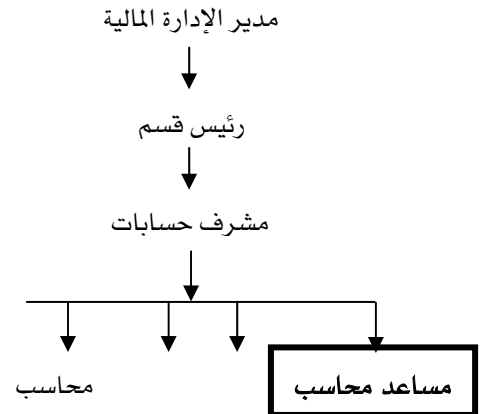 مدير الإدارة المالية
رئيس قسم
مشرف حسابات
مساعد محاسب
محاسب